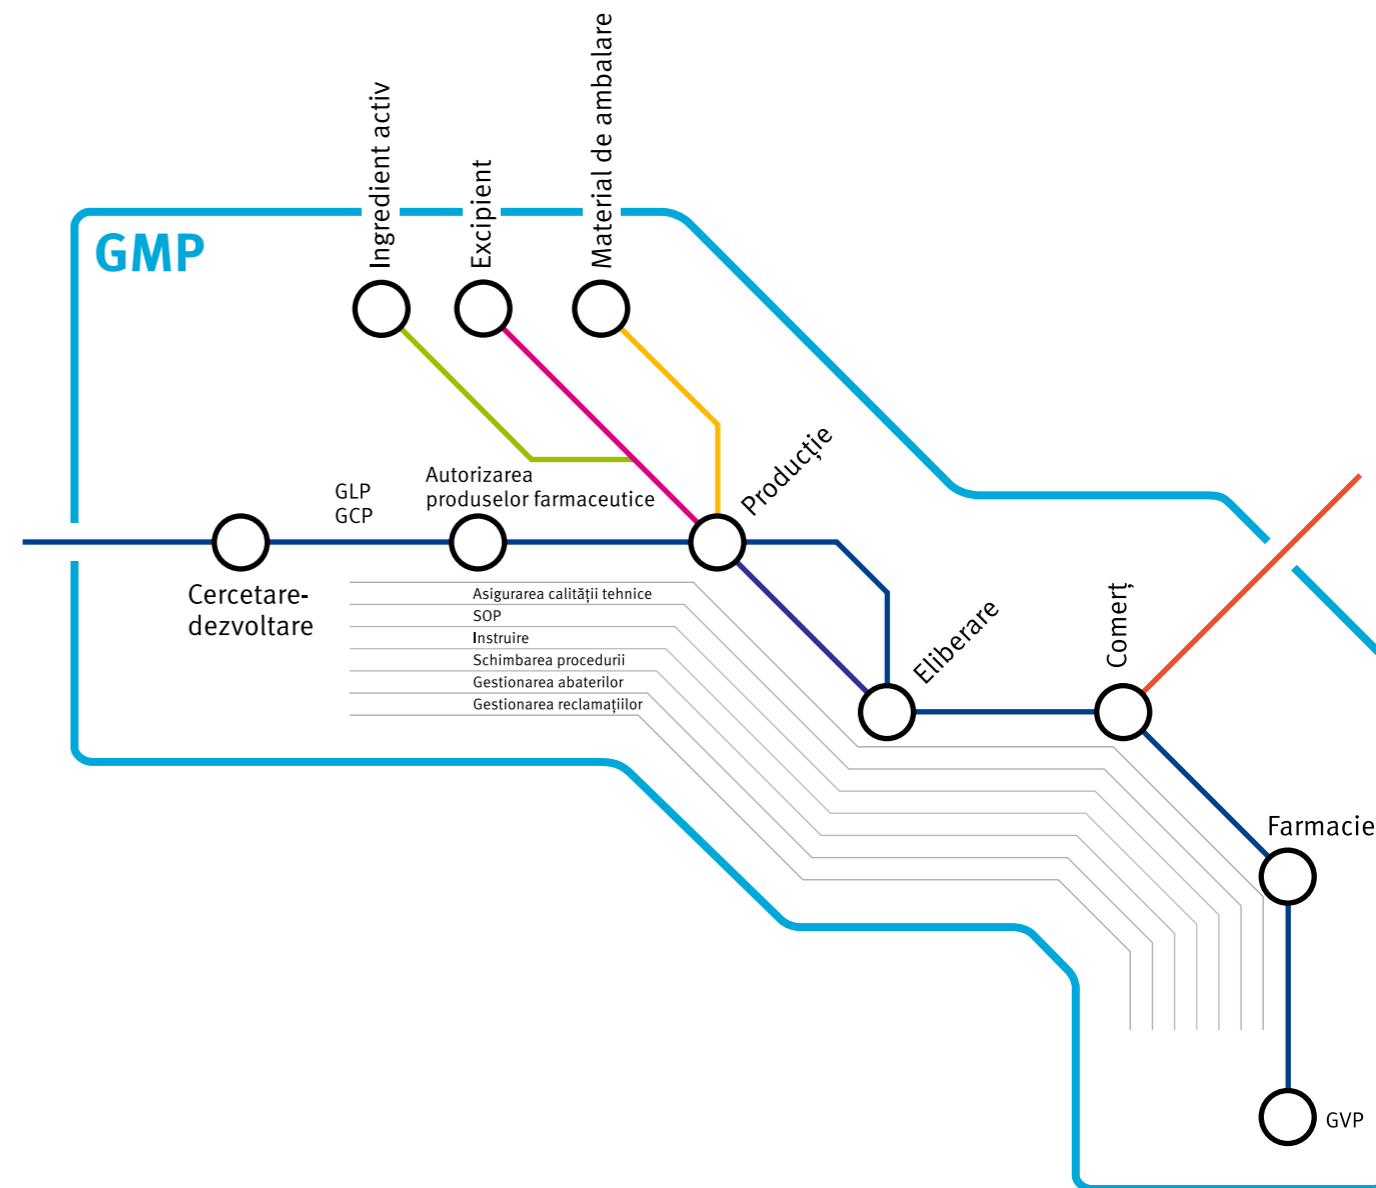 Ingredient activ
Excipient
Material de ambalare
GMP
Producție
Autorizarea
produselor farmaceutice
GLP
GCP
Cercetare-
dezvoltare
Asigurarea calității tehnice
SOP
Instruire
Schimbarea procedurii
Gestionarea abaterilor
Gestionarea reclamațiilor
Eliberare
Comerț
Farmacie
GVP